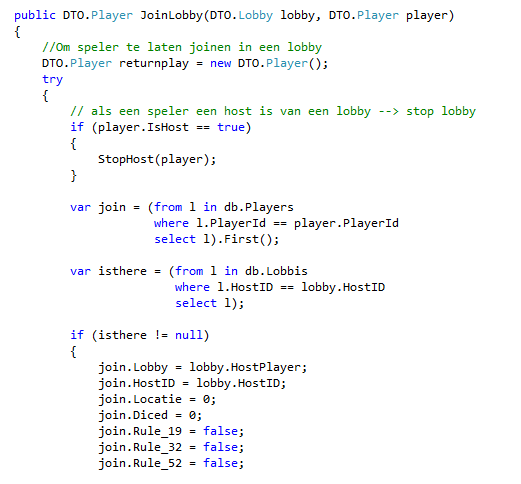 public DTO.Player JoinLobby(DTO.Lobby lobby, DTO.Player player)
{
//Om speler te laten joinen in een lobby
DTO.Player returnplay = new DTO.Player();
try
{
// als een speler een host is van een lobby --> stop lobby
if (player.IsHost == true)
{
StopHost(player);
}
var join = (from l in db.Players
where l.PlayerId == player.PlayerId
select l).First();
var isthere = (from l in db.Lobbis
where l.HostID == lobby.HostID
select l);
if (isthere != null)
{
join.Lobby = lobby.HostPlayer;
join.HostID = lobby.HostID;
join.Locatie = 0;
join.Diced = 0;
join.Rule_19 = false;
join.Rule_32 = false;
join.Rule_52 = false;